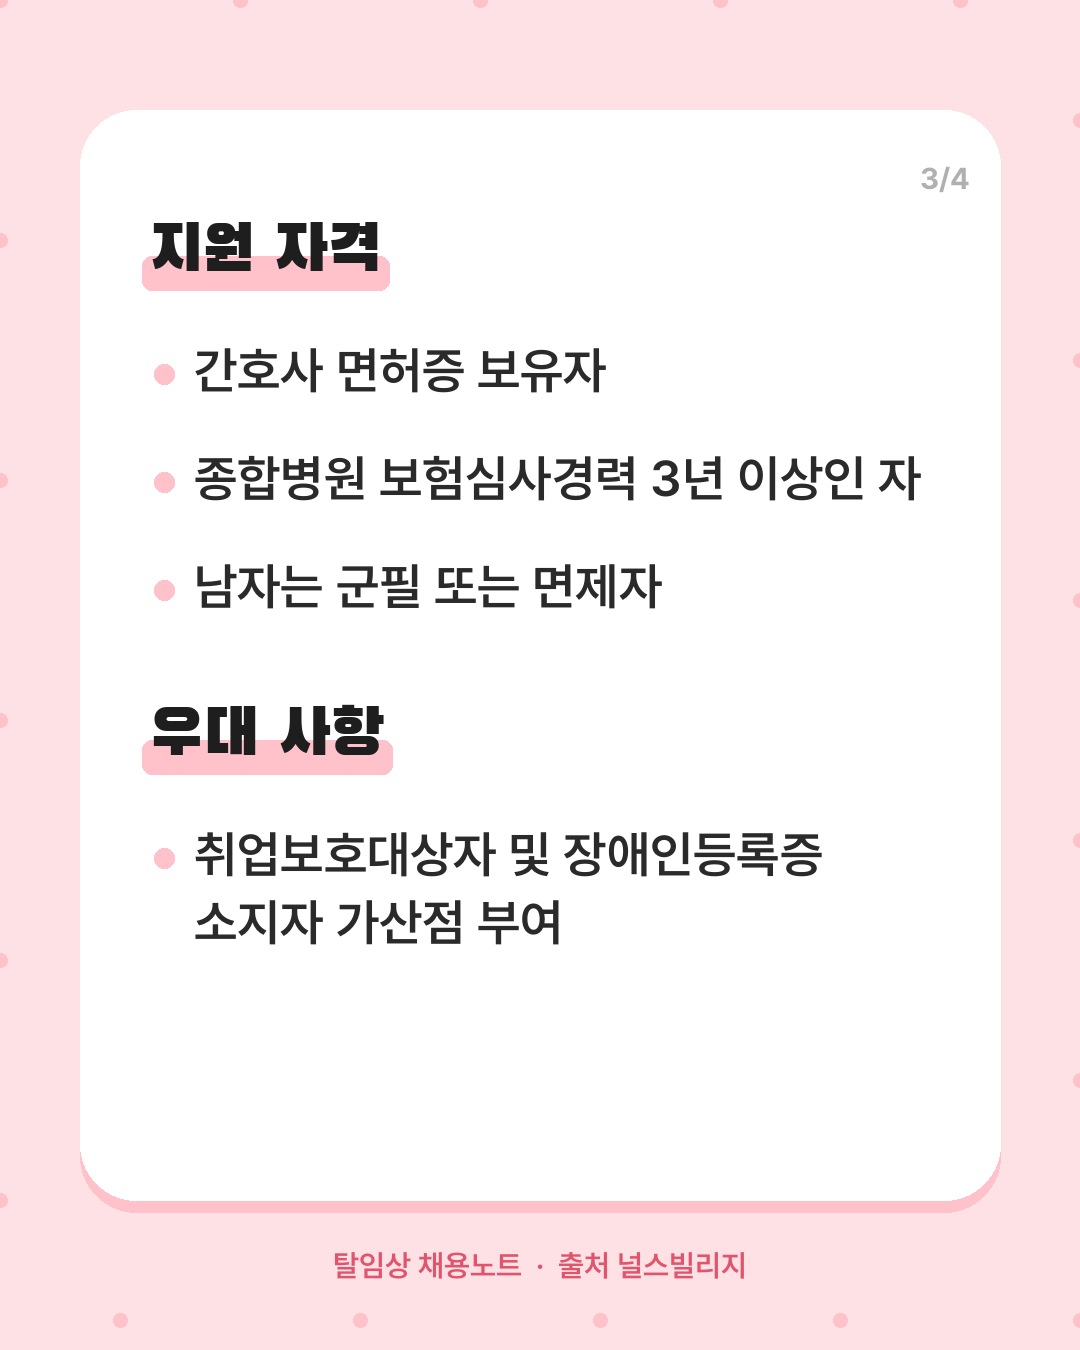 3/4
지원 자격
간호사 면허증 보유자
종합병원 보험심사경력 3년 이상인 자
남자는 군필 또는 면제자
우대 사항
취업보호대상자 및 장애인등록증
소지자 가산점 부여
탈임상 채용노트 · 출처 널스빌리지